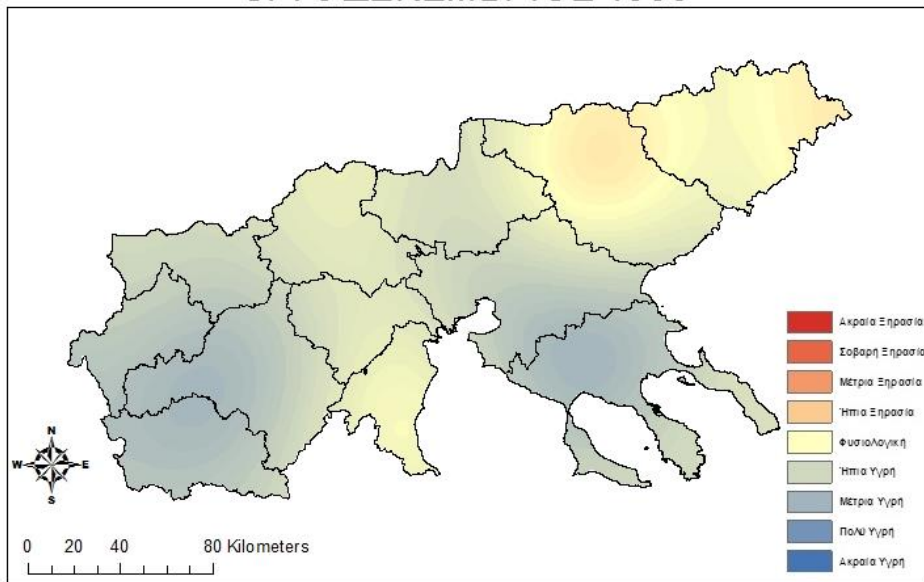 Ακραία Ξηρασία
Σοβαρή Ξηρασία
Μέτρια Ξηρασία
Ήπια Ξηρασία
Φυσιολογική
Ήπια Υγρή
Μέτρια Υγρή
Πολύ Υγρή
Ακραία Υγρή
N
W E
S
0 20 40 80 Kilometers